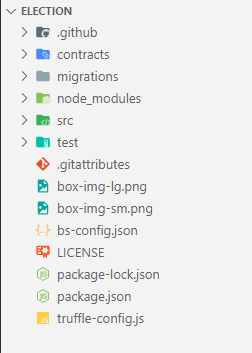 ELECTION
.github
contracts
migrations
node_modules
src
test
.gitattributes
box-img-lg.png
box-img-sm.png
bs-config.json
LICENSE
package-lock.json
package.json
truffle-config.js